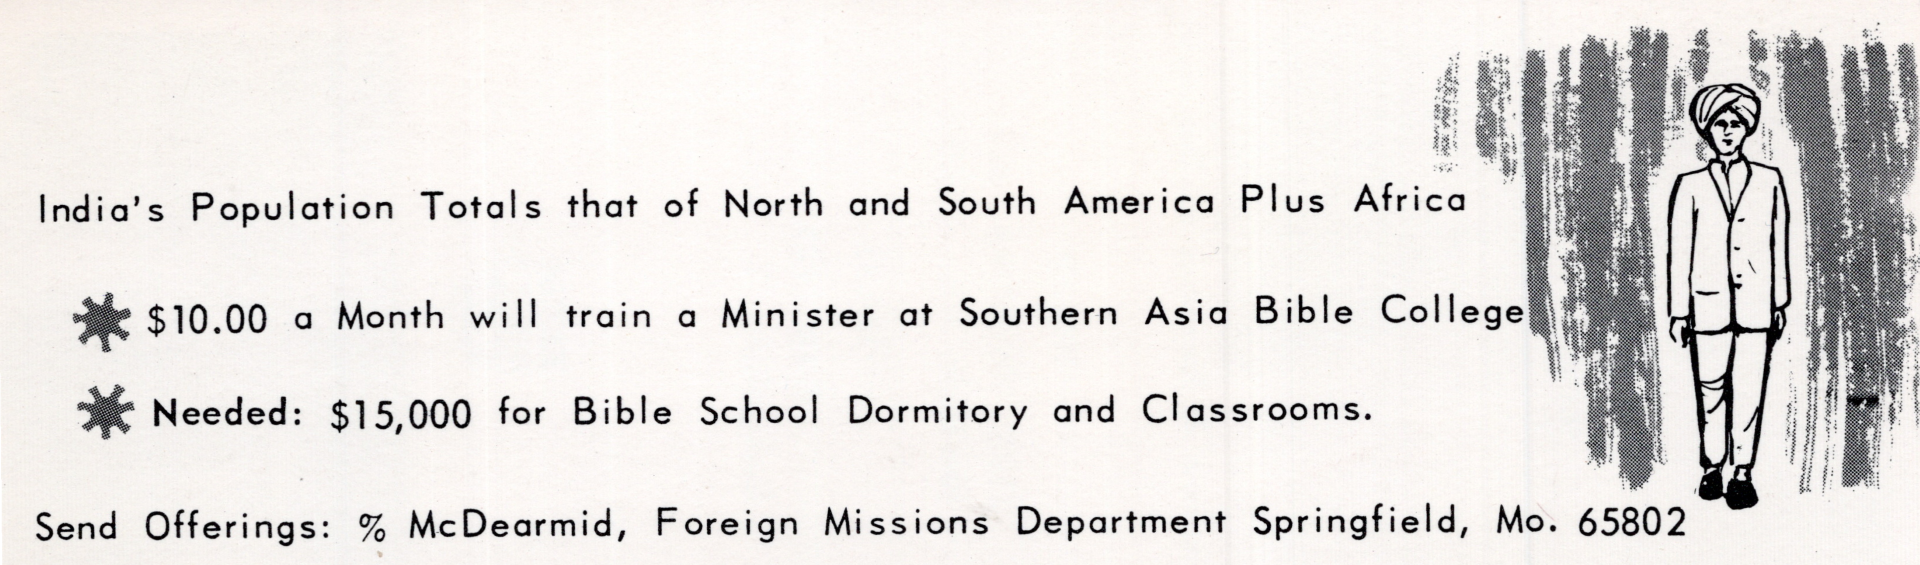 India's Population Totals that of North and South America Plus Africa
$10.00 a Month will train a Minister at Southern Asia Bible College
Needed: $15,000 for Bible School Dormitory and Classrooms.
Send Offerings: % McDearmid, Foreign Missions Department Springfield, Mo. 65802